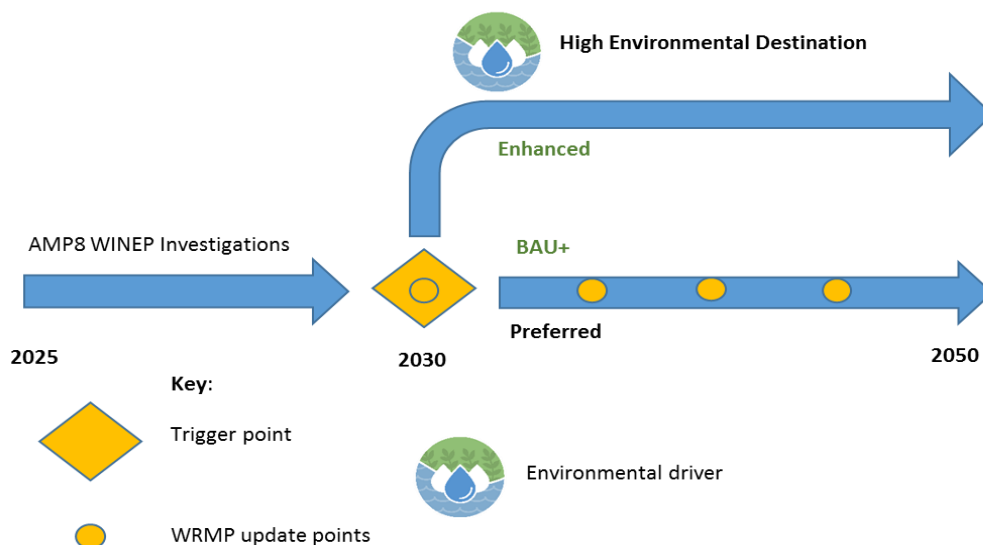 High Environmental Destination
Enhanced
AMP8 WINEP Investigations
BAU+
Preferred
2025
2030
2050
Key:
Trigger point
Environmental driver
WRMP update points